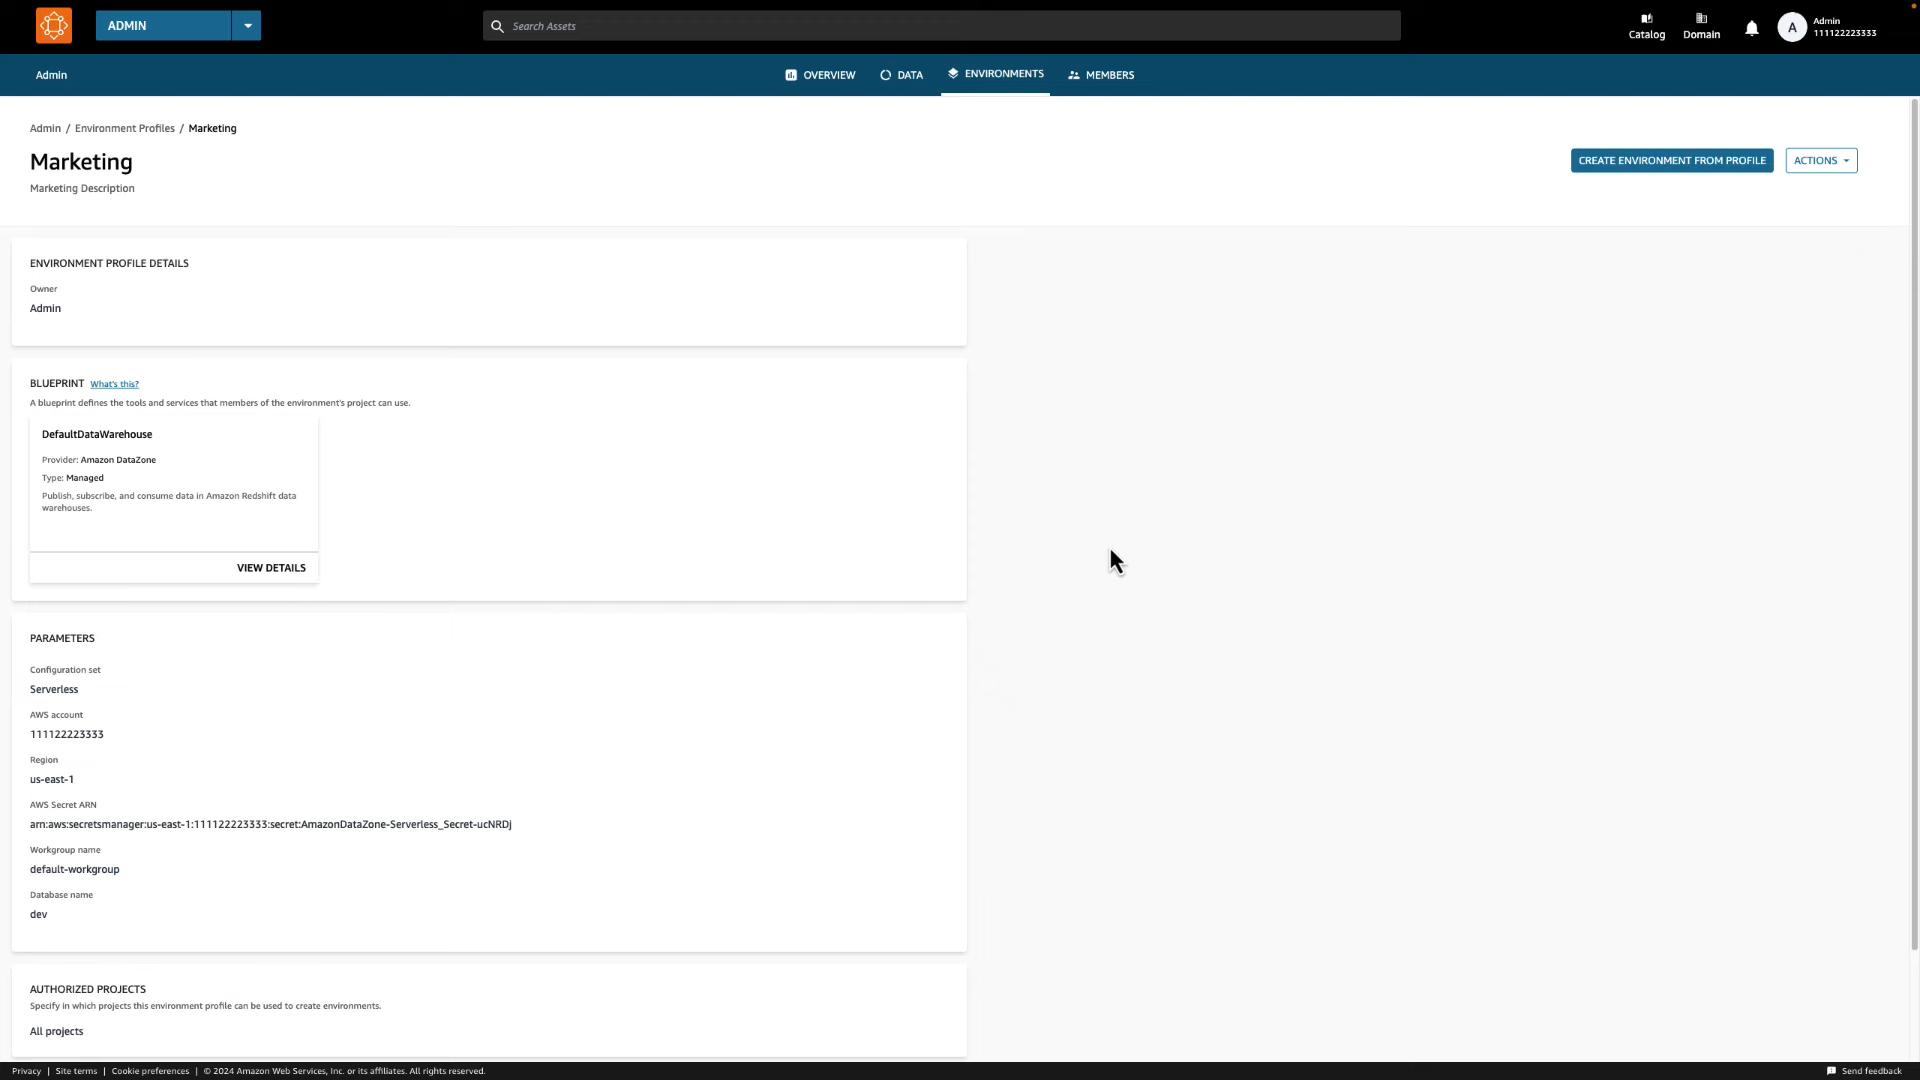 ADMIN
Search Assets
Catalog
Domain
A
Admin
111122223333
Admin
OVERVIEW
DATA
ENVIRONMENTS
MEMBERS
Admin / Environment Profiles / Marketing
Marketing
Marketing Description
CREATE ENVIRONMENT FROM PROFILE
ACTIONS
ENVIRONMENT PROFILE DETAILS
Owner
Admin
BLUEPRINT What's this?
A blueprint defines the tools and services that members of the environment's project can use.
DefaultDataWarehouse
Provider: Amazon DataZone
Type: Managed
Publish, subscribe, and consume data in Amazon Redshift data
warehouses.
VIEW DETAILS
PARAMETERS
Configuration set
Serverless
AWS account
111122223333
Region
us-east-1
AWS Secret ARN
arn:aws:secretsmanager:us-east-1:111122223333:secret:AmazonDataZone-Serverless_Secret-ucNRDj
Workgroup name
default-workgroup
Database name
dev
AUTHORIZED PROJECTS
Specify in which projects this environment profile can be used to create environments.
All projects
Privacy | Site terms | Cookie preferences | © 2024 Amazon Web Services, Inc. or its affiliates. All rights reserved.
Send feedback